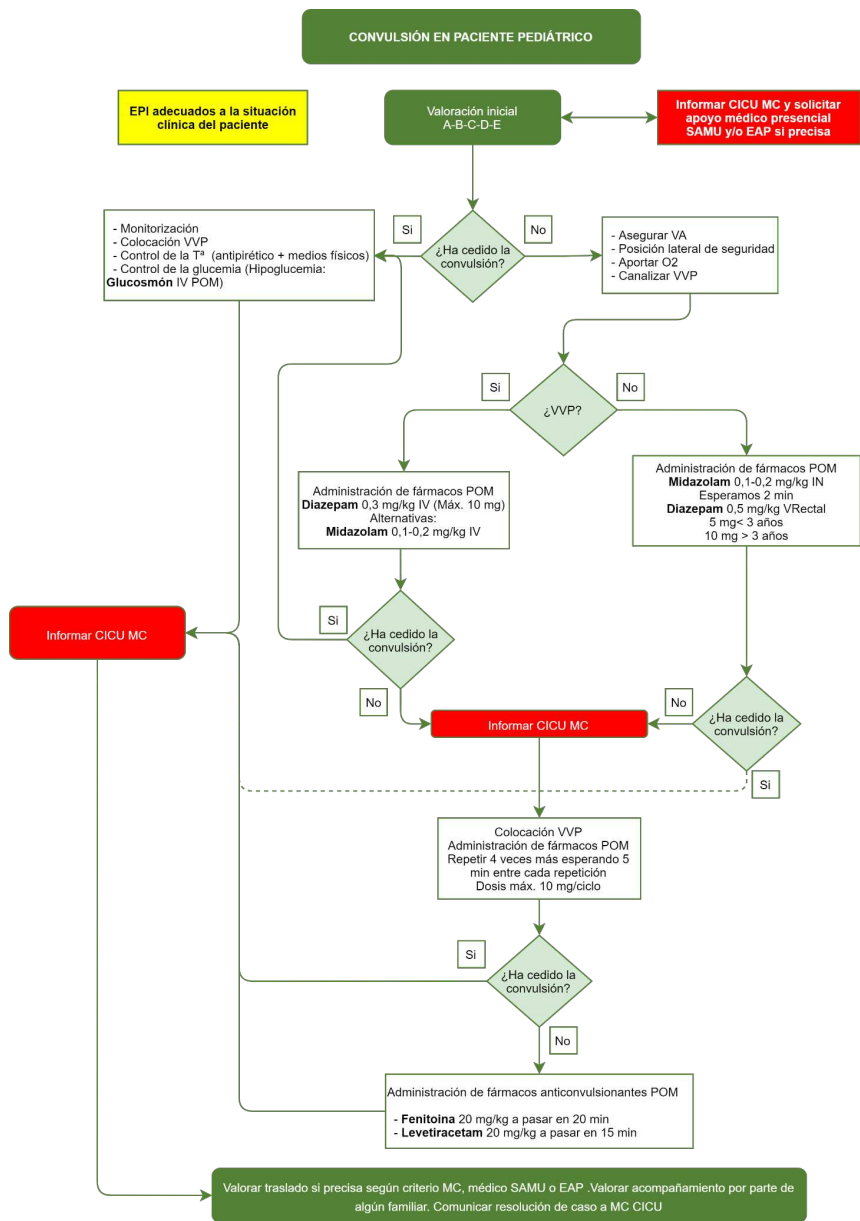 CONVULSIÓN EN PACIENTE PEDIÁTRICO
EPI adecuados a la situación
clínica del paciente
Valoración inicial
A-B-C-D-E
Informar CICU MC y solicitar
apoyo médico presencial
SAMU y/o EAP si precisa
- Monitorización
- Colocación VVP
- Control de la Tª (antipirético + medios físicos)
- Control de la glucemia (Hipoglucemia:
Glucosmón IV POM)
Si
¿Ha cedido la
convulsión?
No
- Asegurar VA
- Posición lateral de seguridad
- Aportar O2
- Canalizar VVP
Si
¿VVP?
No
Administración de fármacos POM
Diazepam 0,3 mg/kg IV (Máx. 10 mg)
Alternativas:
Midazolam 0,1-0,2 mg/kg IV
Administración de fármacos POM
Midazolam 0,1-0,2 mg/kg IN
Esperamos 2 min
Diazepam 0,5 mg/kg VRectal
5 mg< 3 años
10 mg > 3 años
Informar CICU MC
Si
¿Ha cedido la
convulsión?
No
Informar CICU MC
No
¿Ha cedido la
convulsión?
Si
Colocación VVP
Administración de fármacos POM
Repetir 4 veces más esperando 5
min entre cada repetición
Dosis máx. 10 mg/ciclo
Si
¿Ha cedido la
convulsión?
No
Administración de fármacos anticonvulsionantes POM
- Fenitoina 20 mg/kg a pasar en 20 min
- Levetiracetam 20 mg/kg a pasar en 15 min
Valorar traslado si precisa según criterio MC, médico SAMU o EAP .Valorar acompañamiento por parte de
algún familiar. Comunicar resolución de caso a MC CICU